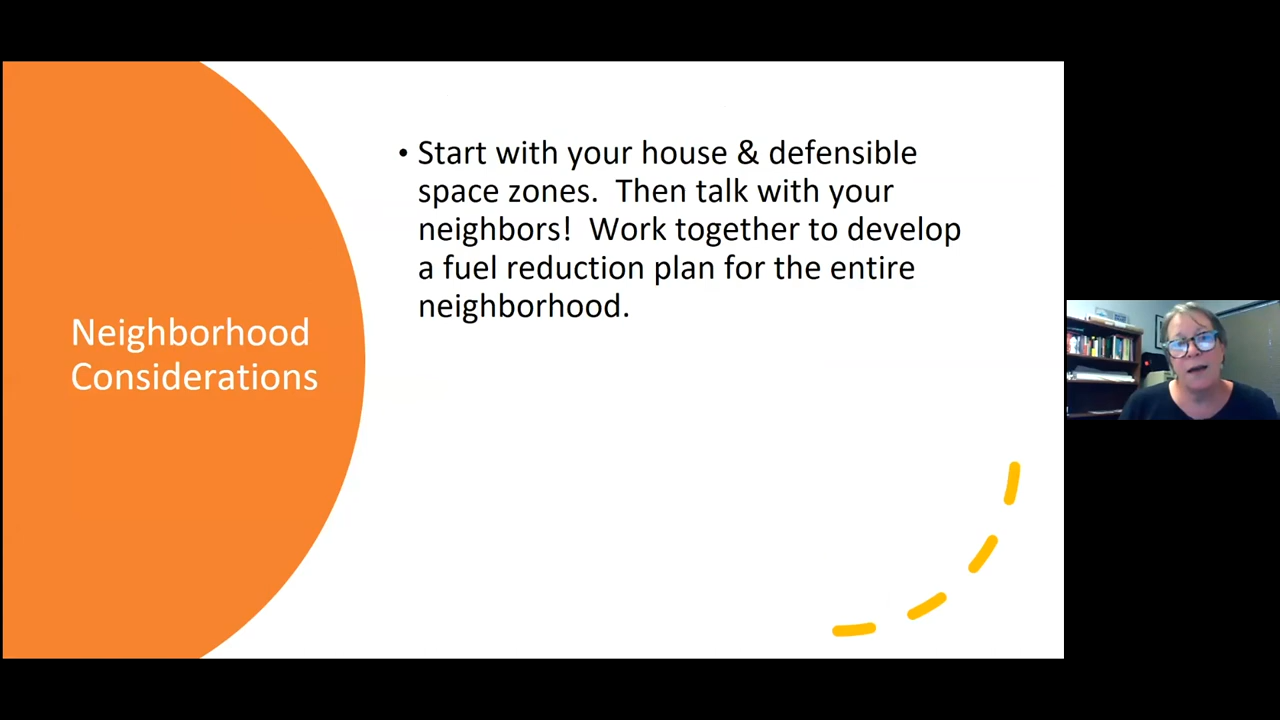 Neighborhood
Considerations
• Start with your house & defensible
space zones.  Then talk with your
neighbors!  Work together to develop
a fuel reduction plan for the entire
neighborhood.